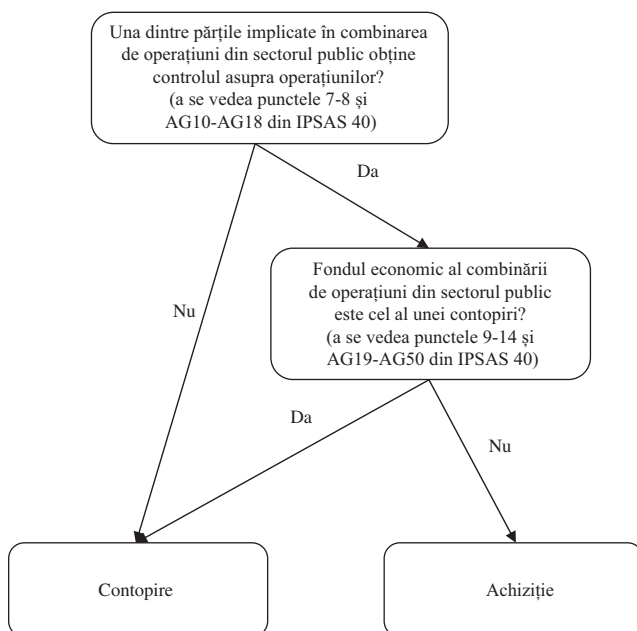 Una dintre părțile implicate în combinarea
de operațiuni din sectorul public obține
controlul asupra operațiunilor?
(a se vedea punctele 7-8 și
AG10-AG18 din IPSAS 40)
Da
Fondul economic al combinării
de operațiuni din sectorul public
este cel al unei contopiri?
(a se vedea punctele 9-14 și
AG19-AG50 din IPSAS 40)
Nu
Da
Nu
Contopire
Achiziție